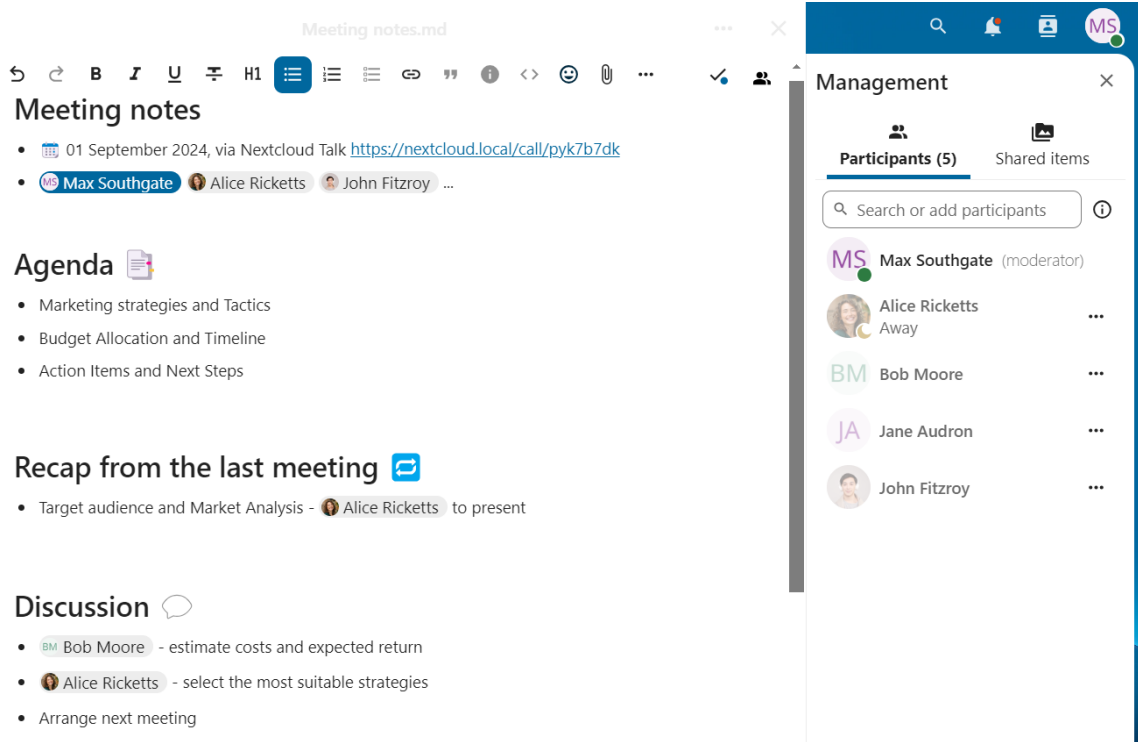 Meeting notes.md
H1
Meeting notes
01 September 2024, via Nextcloud Talk https://nextcloud.local/call/pyk7b7dk
MS Max Southgate Alice Ricketts John Fitzroy ...
Agenda
Marketing strategies and Tactics
Budget Allocation and Timeline
Action Items and Next Steps
Recap from the last meeting
Target audience and Market Analysis - Alice Ricketts to present
Discussion
BM Bob Moore - estimate costs and expected return
Alice Ricketts - select the most suitable strategies
Arrange next meeting
MS
Management
Participants (5) Shared items
Search or add participants
MS Max Southgate (moderator)
Alice Ricketts
Away
BM Bob Moore
JA Jane Audron
John Fitzroy